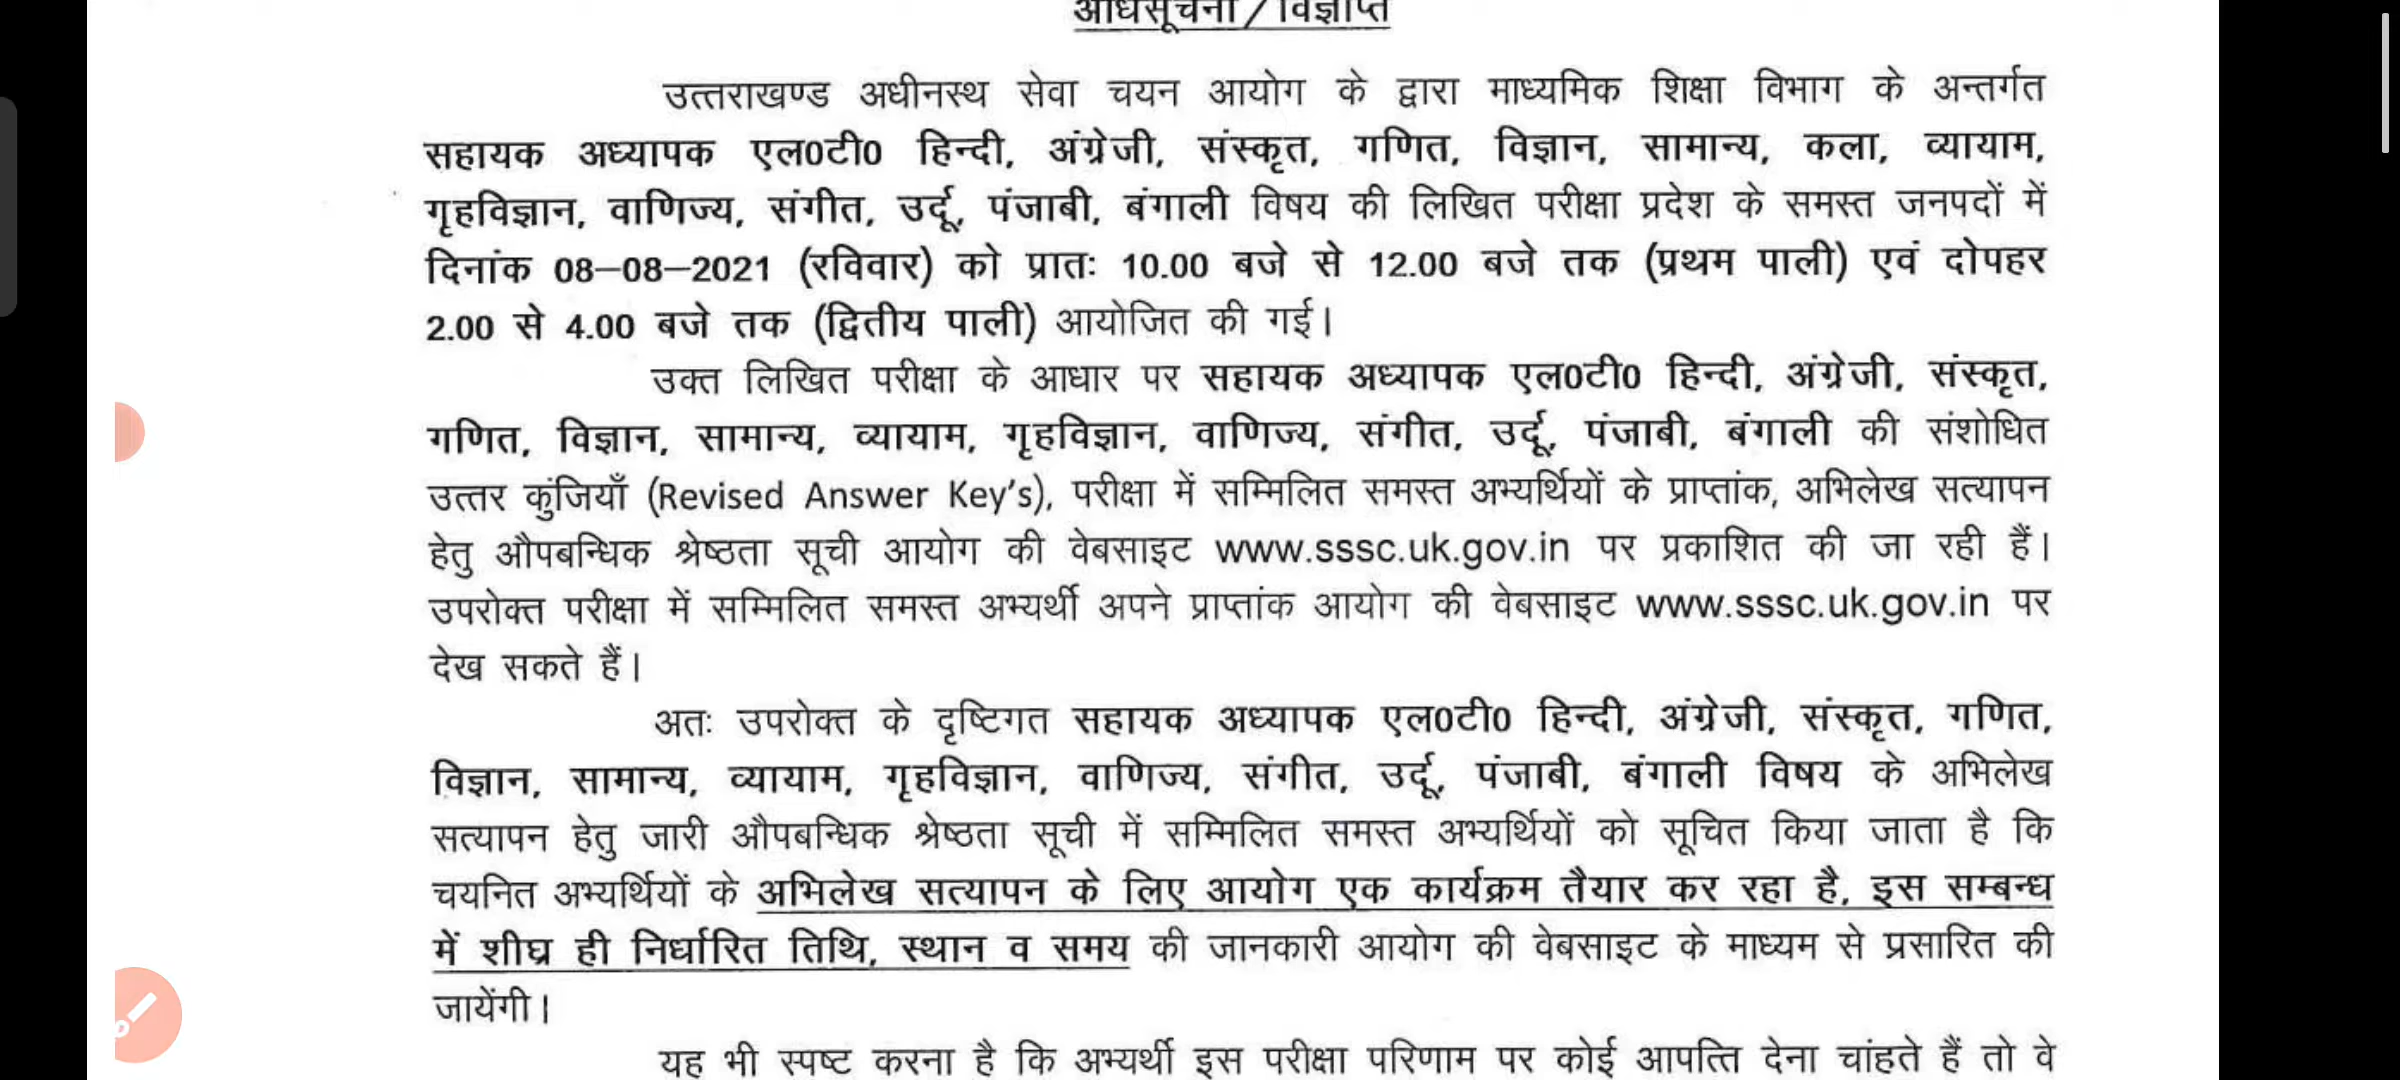 अधिसूचना/विज्ञप्ति
उत्तराखण्ड अधीनस्थ सेवा चयन आयोग के द्वारा माध्यमिक शिक्षा विभाग के अन्तर्गत
सहायक अध्यापक एल0टी0 हिन्दी, अंग्रेजी, संस्कृत, गणित, विज्ञान, सामान्य, कला, व्यायाम,
गृहविज्ञान, वाणिज्य, संगीत, उर्दू, पंजाबी, बंगाली विषय की लिखित परीक्षा प्रदेश के समस्त जनपदों में
दिनांक 08–08–2021 (रविवार) को प्रातः 10.00 बजे से 12.00 बजे तक (प्रथम पाली) एवं दोपहर
2.00 से 4.00 बजे तक (द्वितीय पाली) आयोजित की गई।
उक्त लिखित परीक्षा के आधार पर सहायक अध्यापक एल0टी0 हिन्दी, अंग्रेजी, संस्कृत,
गणित, विज्ञान, सामान्य, व्यायाम, गृहविज्ञान, वाणिज्य, संगीत, उर्दू, पंजाबी, बंगाली की संशोधित
उत्तर कुंजियाँ (Revised Answer Key's), परीक्षा में सम्मिलित समस्त अभ्यर्थियों के प्राप्तांक, अभिलेख सत्यापन
हेतु औपबन्धिक श्रेष्ठता सूची आयोग की वेबसाइट www.sssc.uk.gov.in पर प्रकाशित की जा रही हैं।
उपरोक्त परीक्षा में सम्मिलित समस्त अभ्यर्थी अपने प्राप्तांक आयोग की वेबसाइट www.sssc.uk.gov.in पर
देख सकते हैं।
अतः उपरोक्त के दृष्टिगत सहायक अध्यापक एल0टी0 हिन्दी, अंग्रेजी, संस्कृत, गणित,
विज्ञान, सामान्य, व्यायाम, गृहविज्ञान, वाणिज्य, संगीत, उर्दू, पंजाबी, बंगाली विषय के अभिलेख
सत्यापन हेतु जारी औपबन्धिक श्रेष्ठता सूची में सम्मिलित समस्त अभ्यर्थियों को सूचित किया जाता है कि
चयनित अभ्यर्थियों के अभिलेख सत्यापन के लिए आयोग एक कार्यक्रम तैयार कर रहा है, इस सम्बन्ध
में शीघ्र ही निर्धारित तिथि, स्थान व समय की जानकारी आयोग की वेबसाइट के माध्यम से प्रसारित की
जायेंगी।
यह भी स्पष्ट करना है कि अभ्यर्थी इस परीक्षा परिणाम पर कोई आपत्ति देना चांहते हैं तो वे